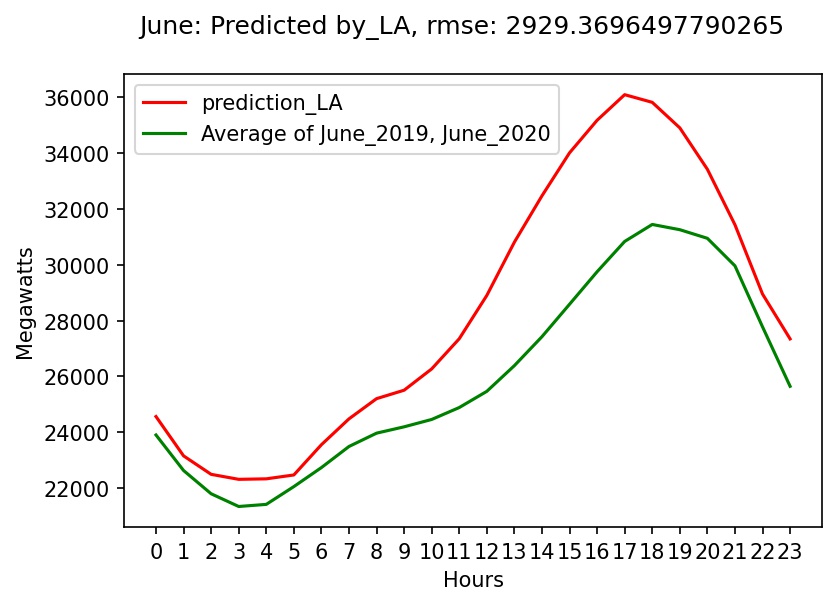 June: Predicted by_LA, rmse: 2929.3696497790265
prediction_LA
Average of June_2019, June_2020
36000
34000
32000
30000
28000
26000
24000
22000
Megawatts
0 1 2 3 4 5 6 7 8 9 10 11 12 13 14 15 16 17 18 19 20 21 22 23
Hours